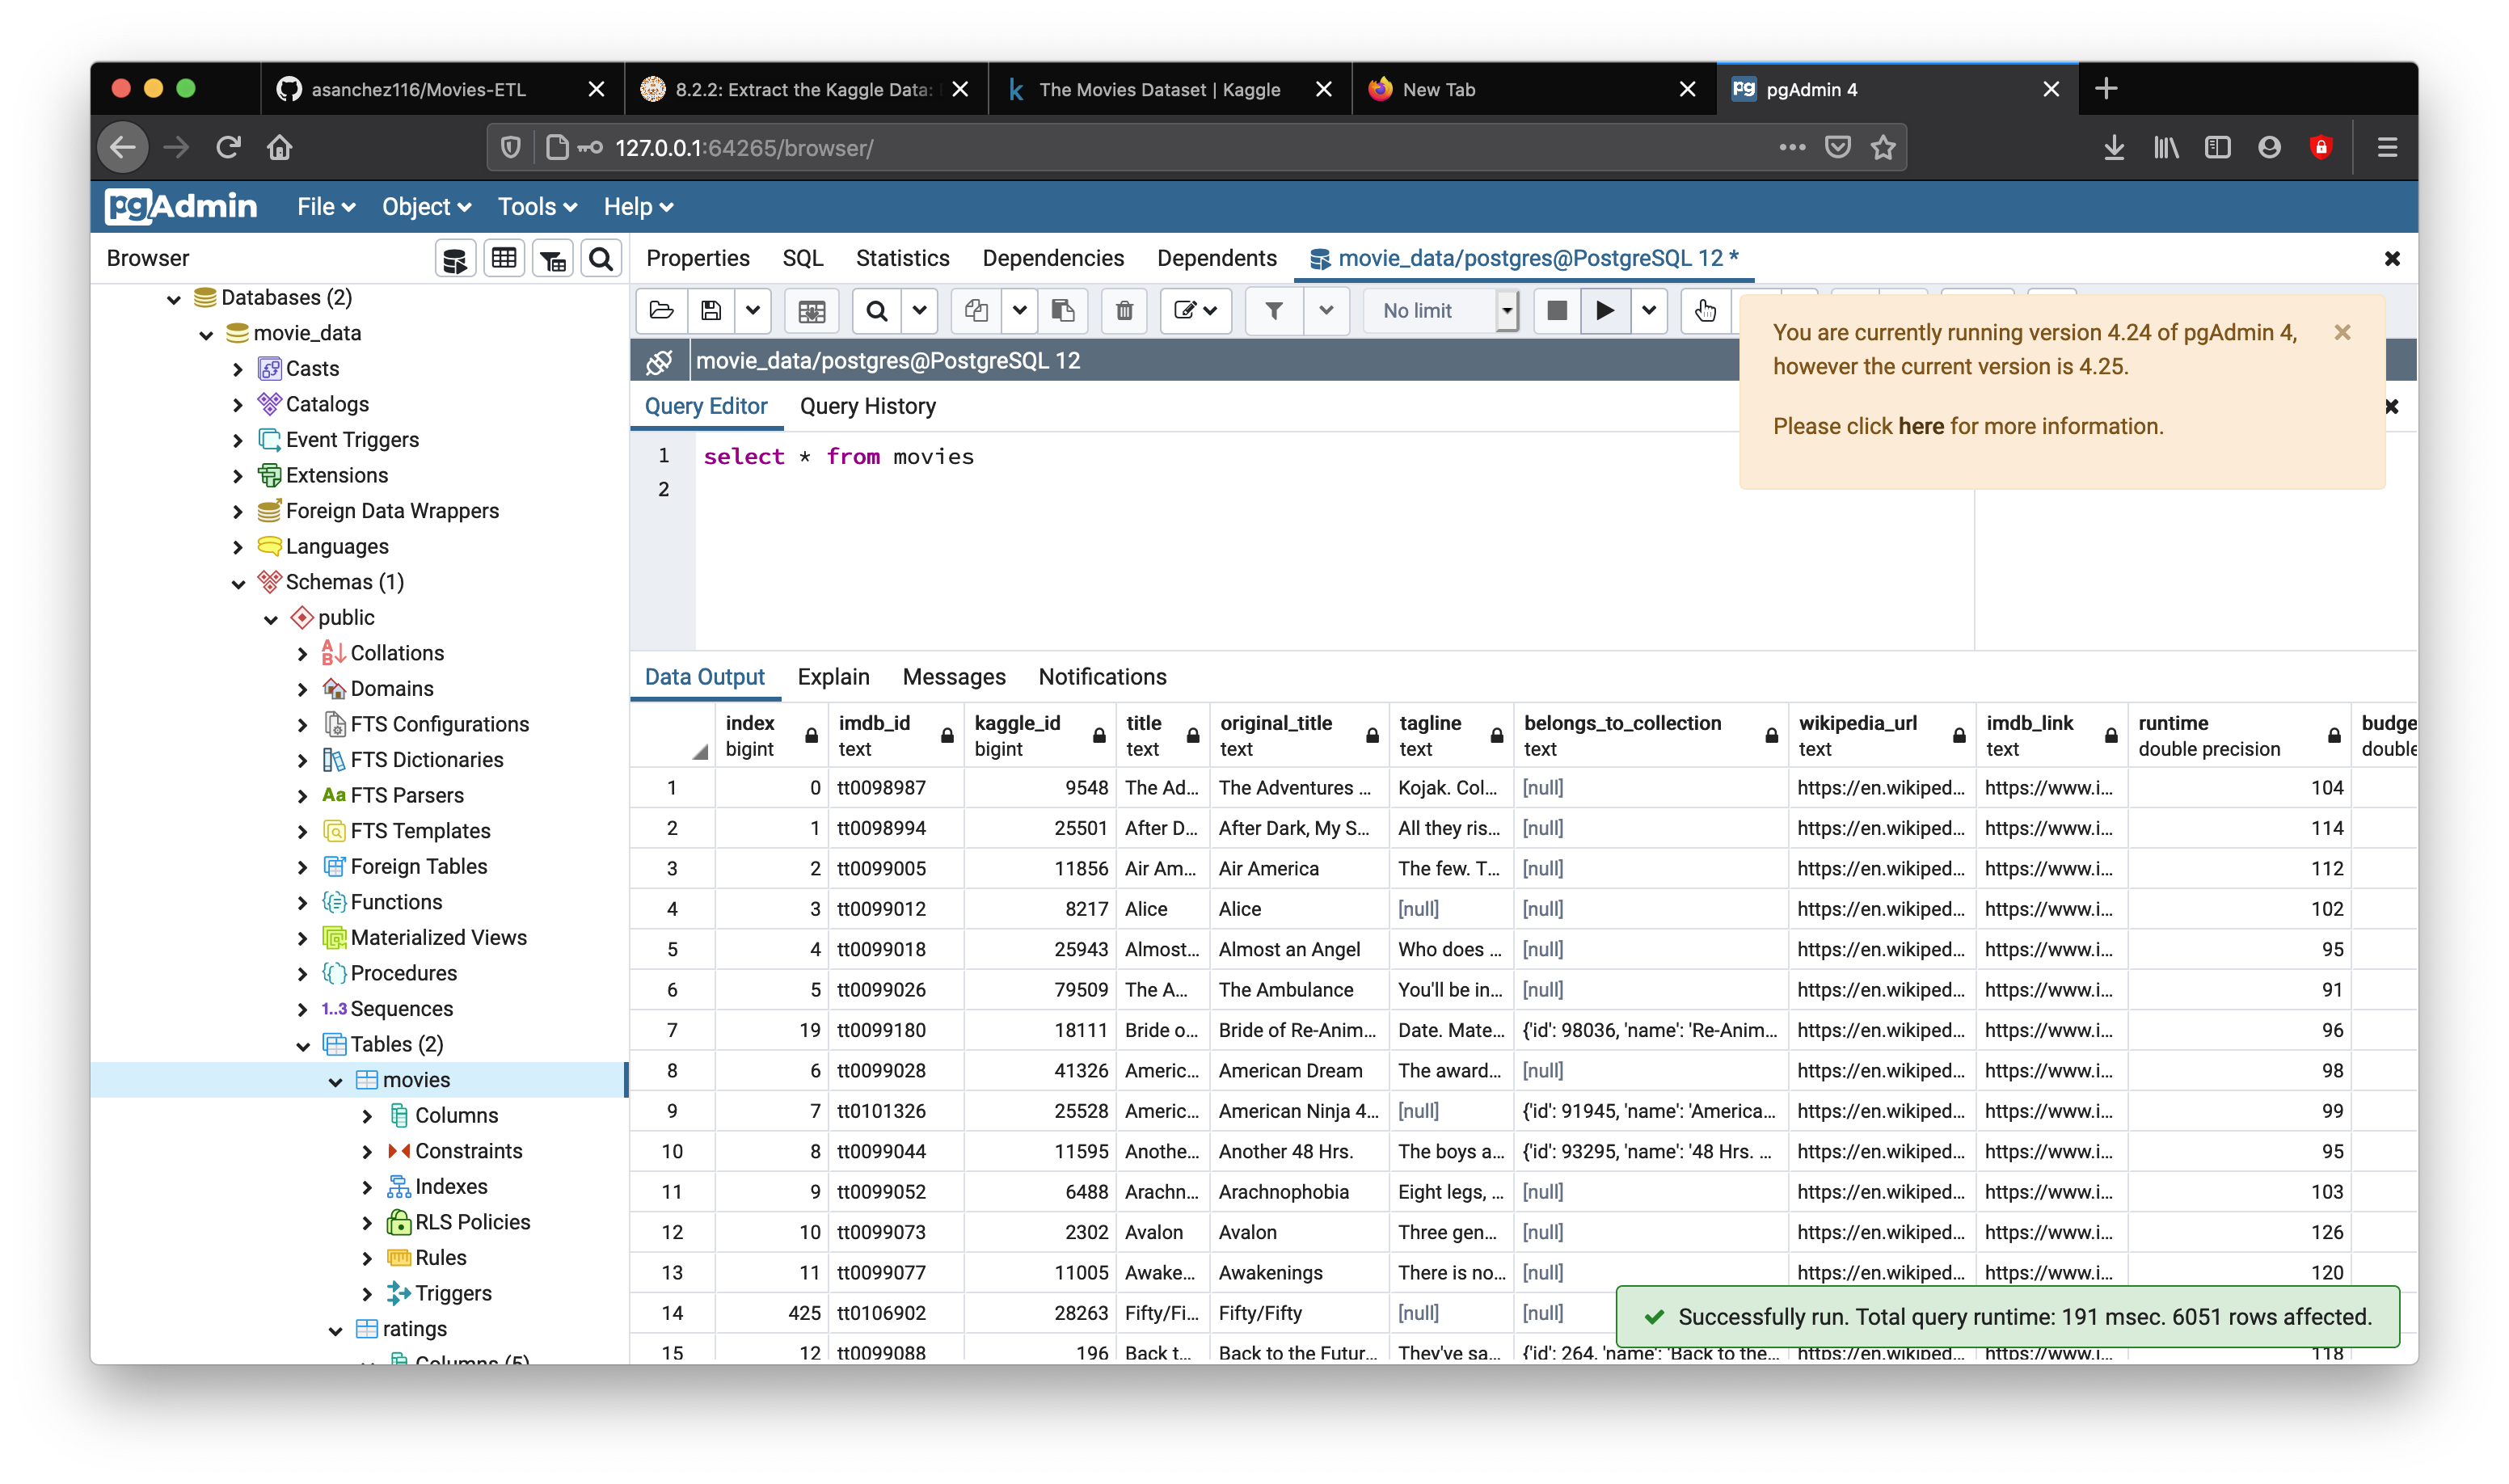 asanchez116/Movies-ETL
8.2.2: Extract the Kaggle Data:
The Movies Dataset | Kaggle
New Tab
pgAdmin 4
127.0.0.1:64265/browser/
pgAdmin File Object Tools Help
Browser
Properties SQL Statistics Dependencies Dependents movie_data/postgres@PostgreSQL 12 *
No limit
You are currently running version 4.24 of pgAdmin 4,
however the current version is 4.25.
Please click here for more information.
movie_data/postgres@PostgreSQL 12
Query Editor Query History
1 select * from movies
2
Databases (2)
movie_data
Casts
Catalogs
Event Triggers
Extensions
Foreign Data Wrappers
Languages
Schemas (1)
public
Collations
Domains
FTS Configurations
FTS Dictionaries
Aa FTS Parsers
FTS Templates
Foreign Tables
Functions
Materialized Views
Procedures
1..3 Sequences
Tables (2)
movies
Columns
Constraints
Indexes
RLS Policies
Rules
Triggers
ratings
Columns (5)
Data Output Explain Messages Notifications
index imdb_id kaggle_id title original_title tagline belongs_to_collection wikipedia_url imdb_link runtime budge
bigint text bigint text text text text text text double precision double
1 0 tt0098987 9548 The Ad... The Adventures ... Kojak. Col... [null] https://en.wikiped... https://www.i... 104
2 1 tt0098994 25501 After D... After Dark, My S... All they ris... [null] https://en.wikiped... https://www.i... 114
3 2 tt0099005 11856 Air Am... Air America The few. T... [null] https://en.wikiped... https://www.i... 112
4 3 tt0099012 8217 Alice Alice [null] [null] https://en.wikiped... https://www.i... 102
5 4 tt0099018 25943 Almost... Almost an Angel Who does ... [null] https://en.wikiped... https://www.i... 95
6 5 tt0099026 79509 The A... The Ambulance You'll be in... [null] https://en.wikiped... https://www.i... 91
7 19 tt0099180 18111 Bride o... Bride of Re-Anim... Date. Mate... {'id': 98036, 'name': 'Re-Anim... https://en.wikiped... https://www.i... 96
8 6 tt0099028 41326 Americ... American Dream The award... [null] https://en.wikiped... https://www.i... 98
9 7 tt0101326 25528 Americ... American Ninja 4... [null] {'id': 91945, 'name': 'America... https://en.wikiped... https://www.i... 99
10 8 tt0099044 11595 Anothe... Another 48 Hrs. The boys a... {'id': 93295, 'name': '48 Hrs. ... https://en.wikiped... https://www.i... 95
11 9 tt0099052 6488 Arachn... Arachnophobia Eight legs, ... [null] https://en.wikiped... https://www.i... 103
12 10 tt0099073 2302 Avalon Avalon Three gen... [null] https://en.wikiped... https://www.i... 126
13 11 tt0099077 11005 Awake... Awakenings There is no... [null] https://en.wikiped... https://www.i... 120
14 425 tt0106902 28263 Fifty/Fi... Fifty/Fifty [null] [null]
15 12 tt0099088 196 Back t... Back to the Futur... They've sa... {'id': 264, 'name': 'Back to the... https://en.wikiped... https://www.i... 118
Successfully run. Total query runtime: 191 msec. 6051 rows affected.